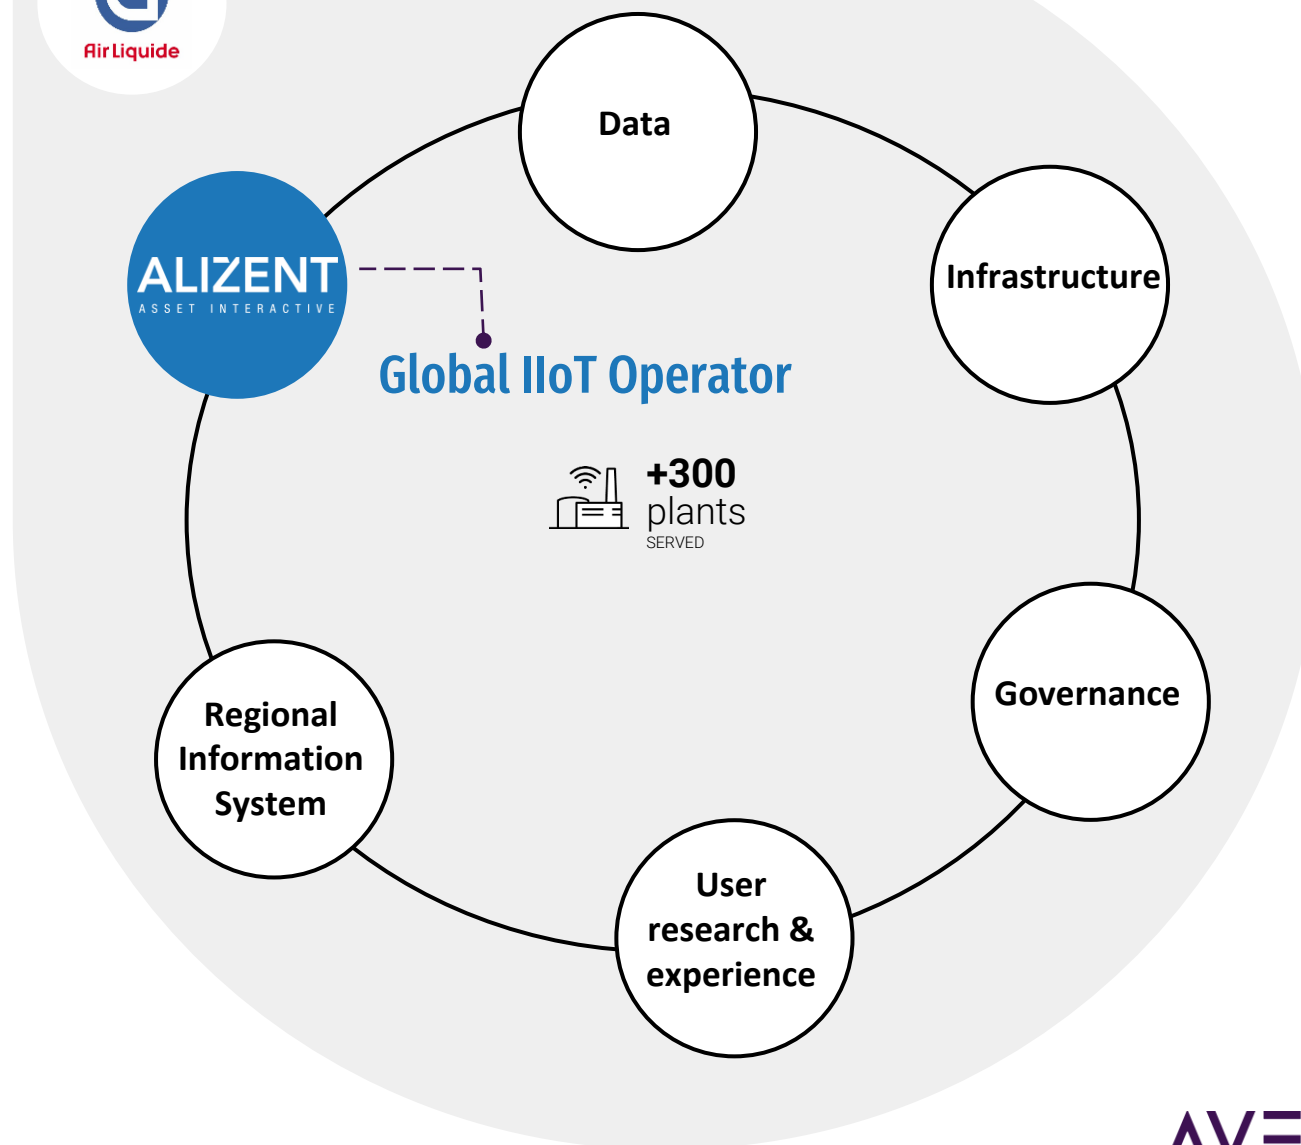 Air Liquide
Data
Infrastructure
ALIZENT
ASSET INTERACTIVE
Global IIoT Operator
+300
plants
SERVED
Governance
Regional
Information
System
User
research &
experience
AVE